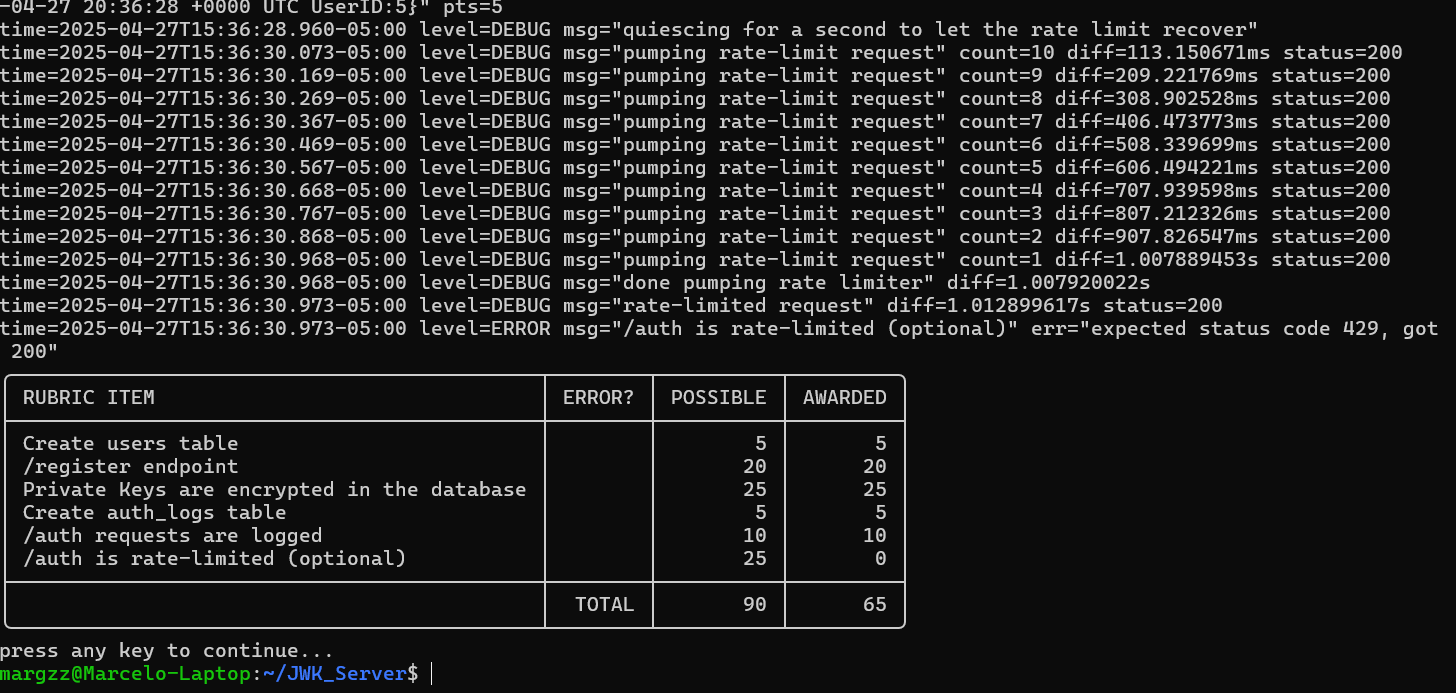 -04-27 20:36:28 +0000 UTC UserID:5}" pts=5
time=2025-04-27T15:36:28.960-05:00 level=DEBUG msg="quiescing for a second to let the rate limit recover"
time=2025-04-27T15:36:30.073-05:00 level=DEBUG msg="pumping rate-limit request" count=10 diff=113.150671ms status=200
time=2025-04-27T15:36:30.169-05:00 level=DEBUG msg="pumping rate-limit request" count=9 diff=209.221769ms status=200
time=2025-04-27T15:36:30.269-05:00 level=DEBUG msg="pumping rate-limit request" count=8 diff=308.902528ms status=200
time=2025-04-27T15:36:30.367-05:00 level=DEBUG msg="pumping rate-limit request" count=7 diff=406.473773ms status=200
time=2025-04-27T15:36:30.469-05:00 level=DEBUG msg="pumping rate-limit request" count=6 diff=508.339699ms status=200
time=2025-04-27T15:36:30.567-05:00 level=DEBUG msg="pumping rate-limit request" count=5 diff=606.494221ms status=200
time=2025-04-27T15:36:30.668-05:00 level=DEBUG msg="pumping rate-limit request" count=4 diff=707.939598ms status=200
time=2025-04-27T15:36:30.767-05:00 level=DEBUG msg="pumping rate-limit request" count=3 diff=807.212326ms status=200
time=2025-04-27T15:36:30.868-05:00 level=DEBUG msg="pumping rate-limit request" count=2 diff=907.826547ms status=200
time=2025-04-27T15:36:30.968-05:00 level=DEBUG msg="pumping rate-limit request" count=1 diff=1.007889453s status=200
time=2025-04-27T15:36:30.968-05:00 level=DEBUG msg="done pumping rate limiter" diff=1.007920022s
time=2025-04-27T15:36:30.973-05:00 level=DEBUG msg="rate-limited request" diff=1.012899617s status=200
time=2025-04-27T15:36:30.973-05:00 level=ERROR msg="/auth is rate-limited (optional)" err="expected status code 429, got
200"
RUBRIC ITEM ERROR? POSSIBLE AWARDED
Create users table 5 5
/register endpoint 20 20
Private Keys are encrypted in the database 25 25
Create auth_logs table 5 5
/auth requests are logged 10 10
/auth is rate-limited (optional) 25 0
TOTAL 90 65
press any key to continue...
margzz@Marcelo-Laptop:~/JWK_Server$